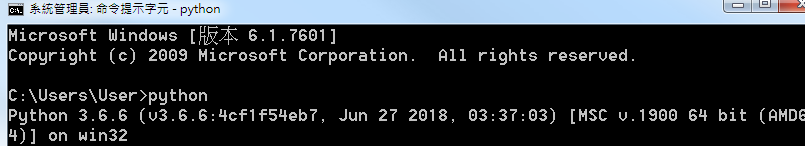 系統管理員: 命令提示字元 - python
Microsoft Windows [版本 6.1.7601]
Copyright (c) 2009 Microsoft Corporation.  All rights reserved.
C:\Users\User>python
Python 3.6.6 (v3.6.6:4cf1f54eb7, Jun 27 2018, 03:37:03) [MSC v.1900 64 bit (AMD6
4)] on win32